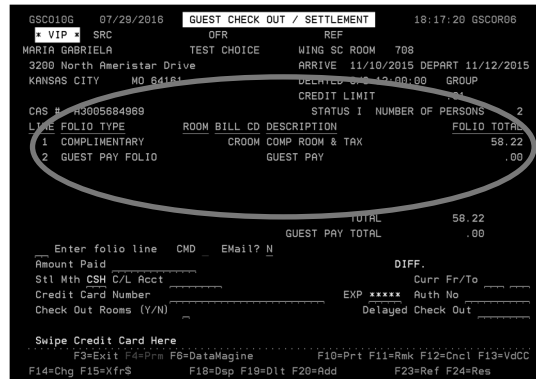 GSCO10G 07/29/2016 GUEST CHECK OUT / SETTLEMENT 18:17:20 GSCOR06
* VIP * SRC OFR REF
MARIA GABRIELA TEST CHOICE WING SC ROOM 708
3200 North Ameristar Drive ARRIVE 11/10/2015 DEPART 11/12/2015
KANSAS CITY MO 64161 DELAYED C/O 12:00:00 GROUP
CREDIT LIMIT .01
CAS # A3005684969 STATUS I NUMBER OF PERSONS 2
LINE FOLIO TYPE ROOM BILL CD DESCRIPTION FOLIO TOTAL
1 COMPLIMENTARY CROOM COMP ROOM & TAX 58.22
2 GUEST PAY FOLIO GUEST PAY .00
TOTAL 58.22
GUEST PAY TOTAL .00
Enter folio line CMD EMail? N
Amount Paid DIFF.
Stl Mth CSH C/L Acct Curr Fr/To
Credit Card Number EXP ***** Auth No
Check Out Rooms (Y/N) Delayed Check Out
Swipe Credit Card Here
F3=Exit F4=Prm F6=DataMagine F10=Prt F11=Rmk F12=Cncl F13=VdCC
F14=Chg F15=Xfr$ F18=Dsp F19=Dlt F20=Add F23=Ref F24=Res